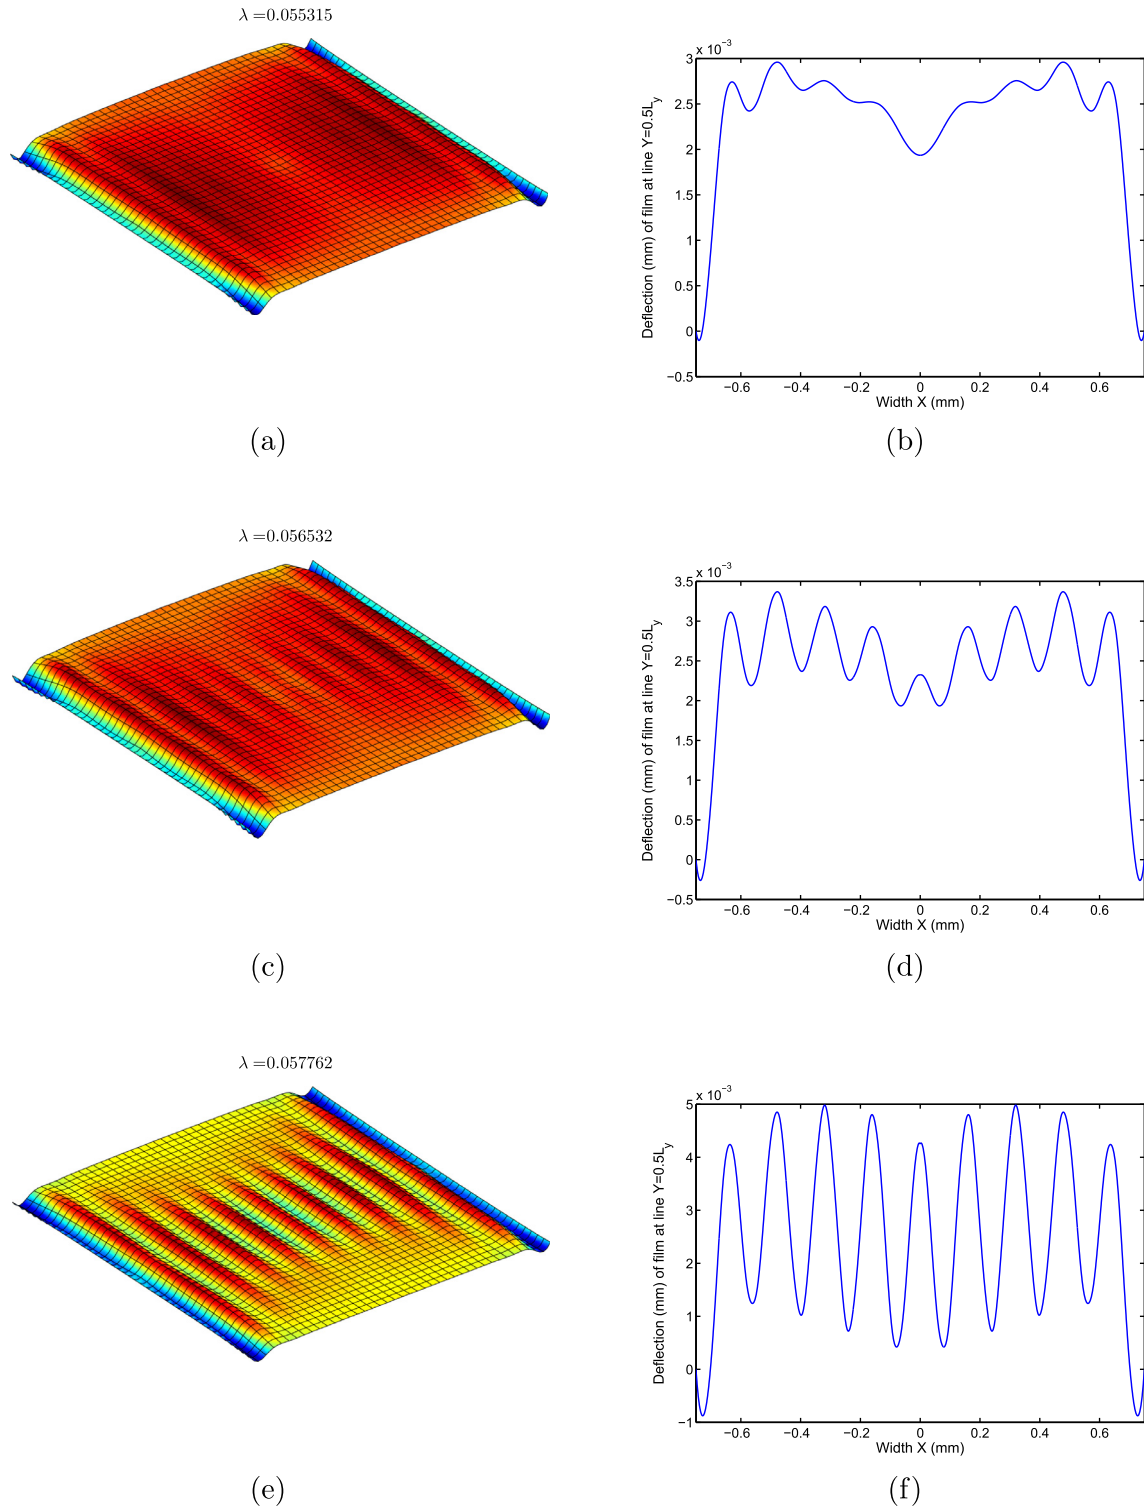 λ =0.055315
x 10⁻³
3
2.5
2
1.5
1
0.5
0
−0.5
Deflection (mm) of film at line Y=0.5L_y
−0.6 −0.4 −0.2 0 0.2 0.4 0.6
Width X (mm)
(a) (b)
λ =0.056532
x 10⁻³
3.5
3
2.5
2
1.5
1
0.5
0
−0.5
Deflection (mm) of film at line Y=0.5L_y
−0.6 −0.4 −0.2 0 0.2 0.4 0.6
Width X (mm)
(c) (d)
λ =0.057762
x 10⁻³
5
4
3
2
1
0
−1
Deflection (mm) of film at line Y=0.5L_y
−0.6 −0.4 −0.2 0 0.2 0.4 0.6
Width X (mm)
(e) (f)